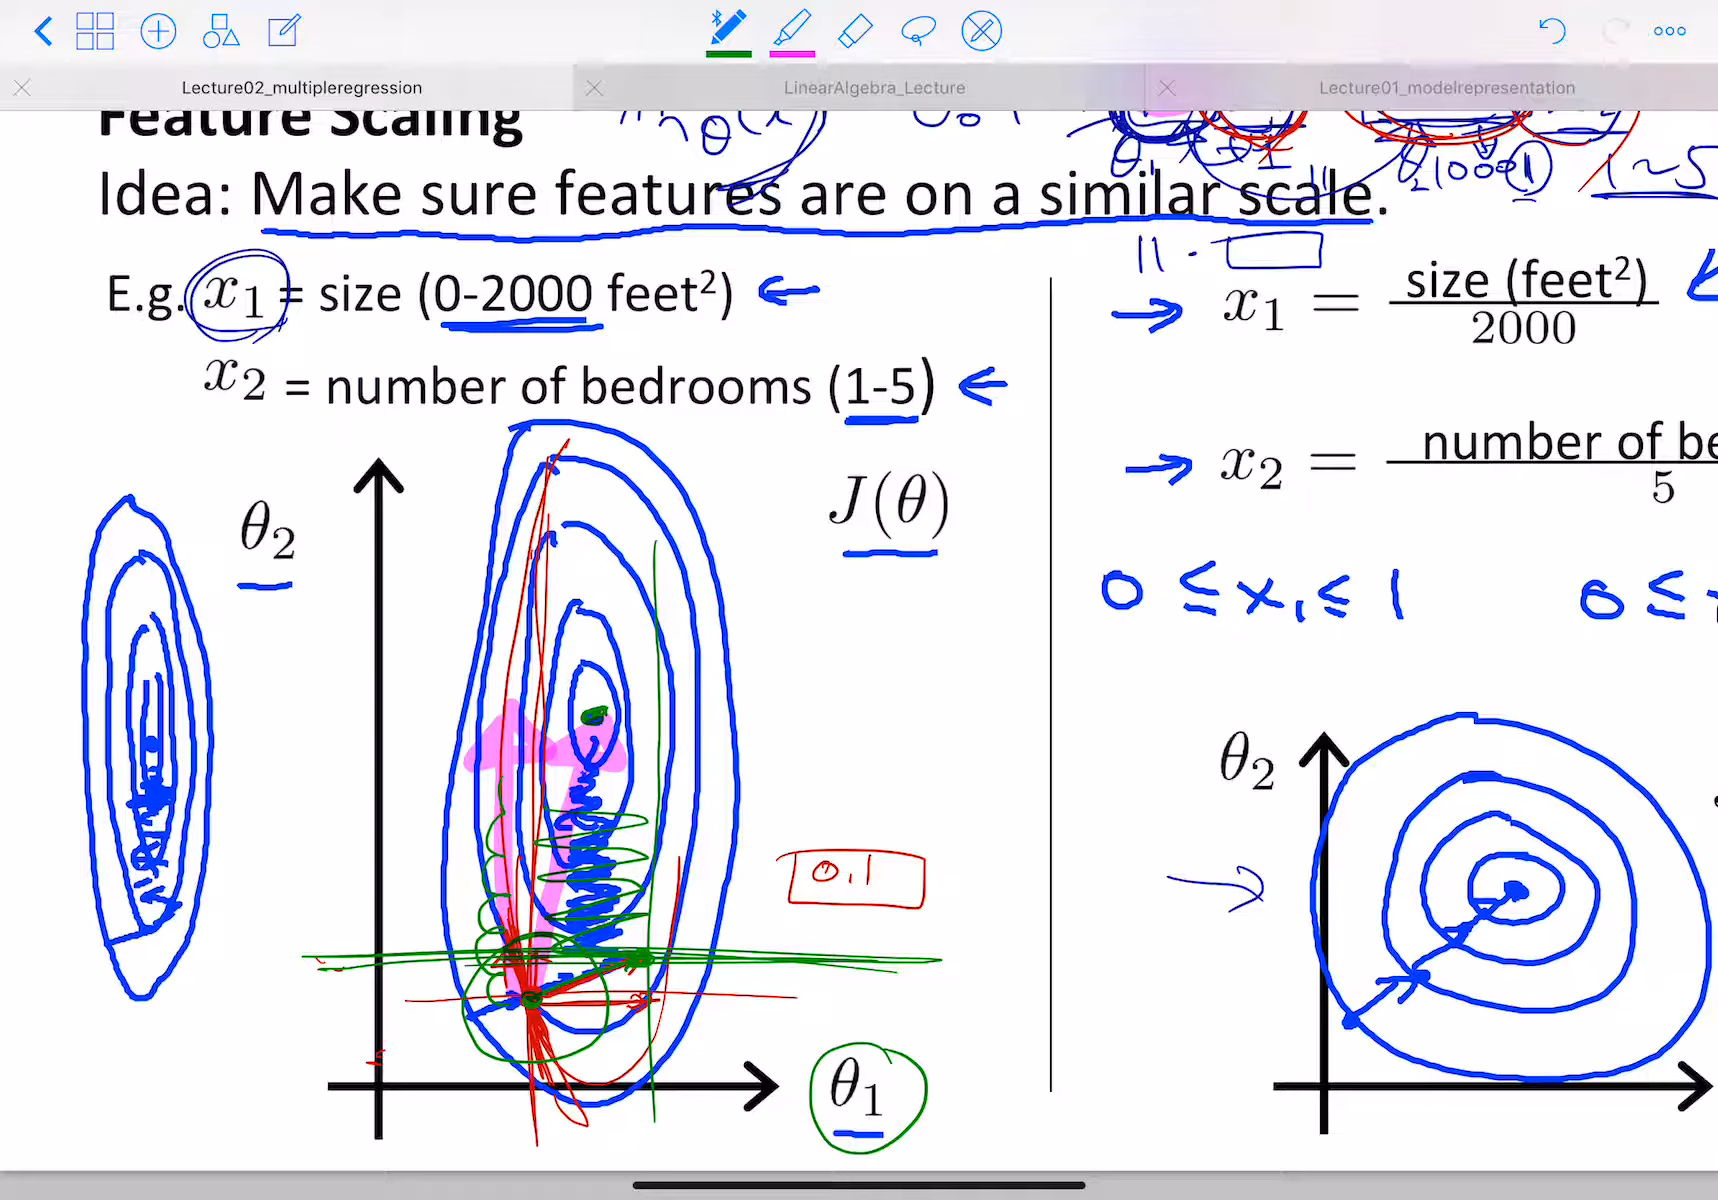 Lecture02_multipleregression
LinearAlgebra_Lecture
Lecture01_modelrepresentation
Feature Scaling
Idea: Make sure features are on a similar scale.
E.g. x₁ = size (0-2000 feet²)
x₂ = number of bedrooms (1-5)
θ₂
J(θ)
0.1
θ₁
x₁ = size (feet²) / 2000
x₂ = number of be / 5
0 ≤ x₁ ≤ 1
0 ≤
θ₂